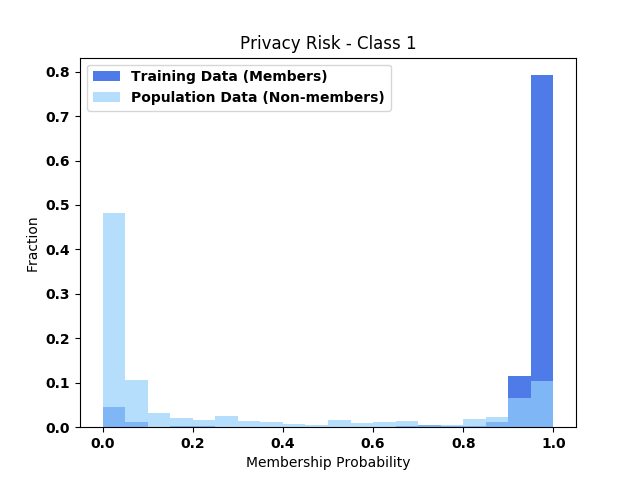 Privacy Risk - Class 1
Training Data (Members)
Population Data (Non-members)
0.8
0.7
0.6
0.5
0.4
0.3
0.2
0.1
0.0
Fraction
0.0 0.2 0.4 0.6 0.8 1.0
Membership Probability